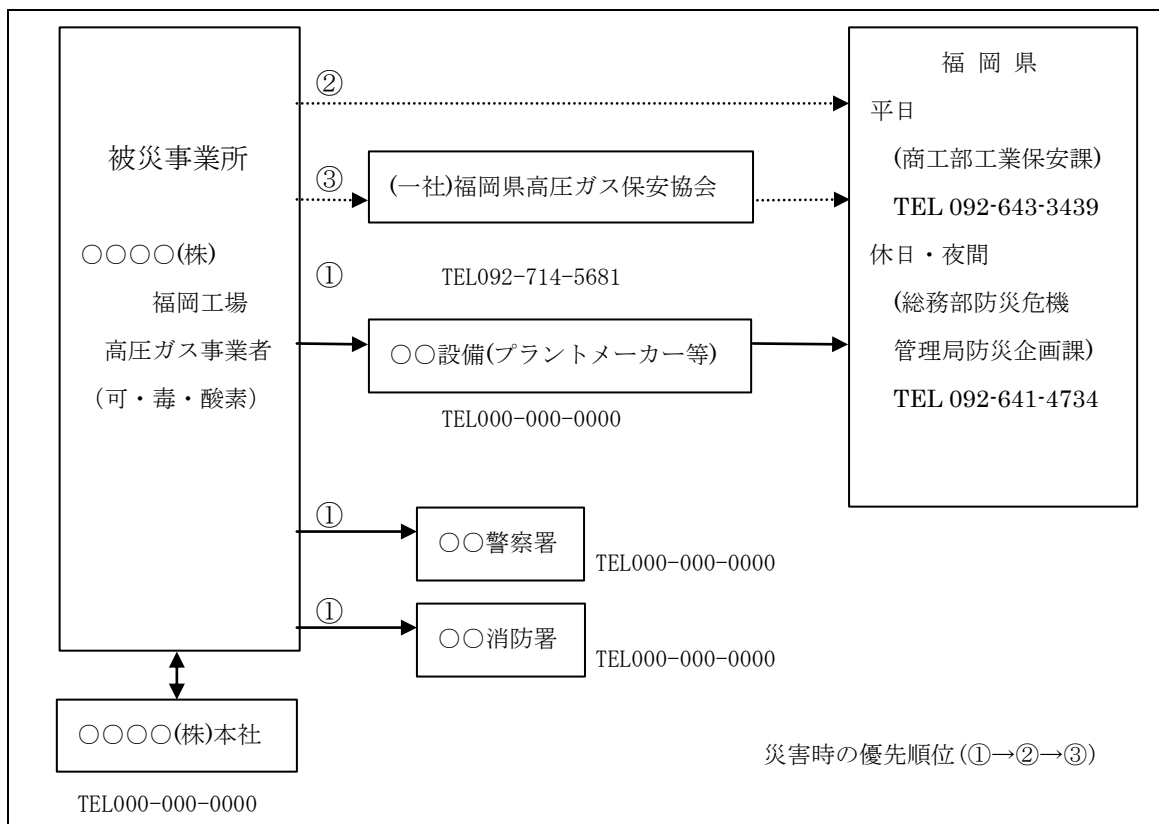 被災事業所
○○○○(株)
福岡工場
高圧ガス事業者
(可・毒・酸素)
②
③
(一社)福岡県高圧ガス保安協会
①
TEL092-714-5681
○○設備(プラントメーカー等)
TEL000-000-0000
①
○○警察署
TEL000-000-0000
①
○○消防署
TEL000-000-0000
福岡県
平日
(商工部工業保安課)
TEL 092-643-3439
休日・夜間
(総務部防災危機
管理局防災企画課)
TEL 092-641-4734
○○○○(株)本社
TEL000-000-0000
災害時の優先順位(①→②→③)